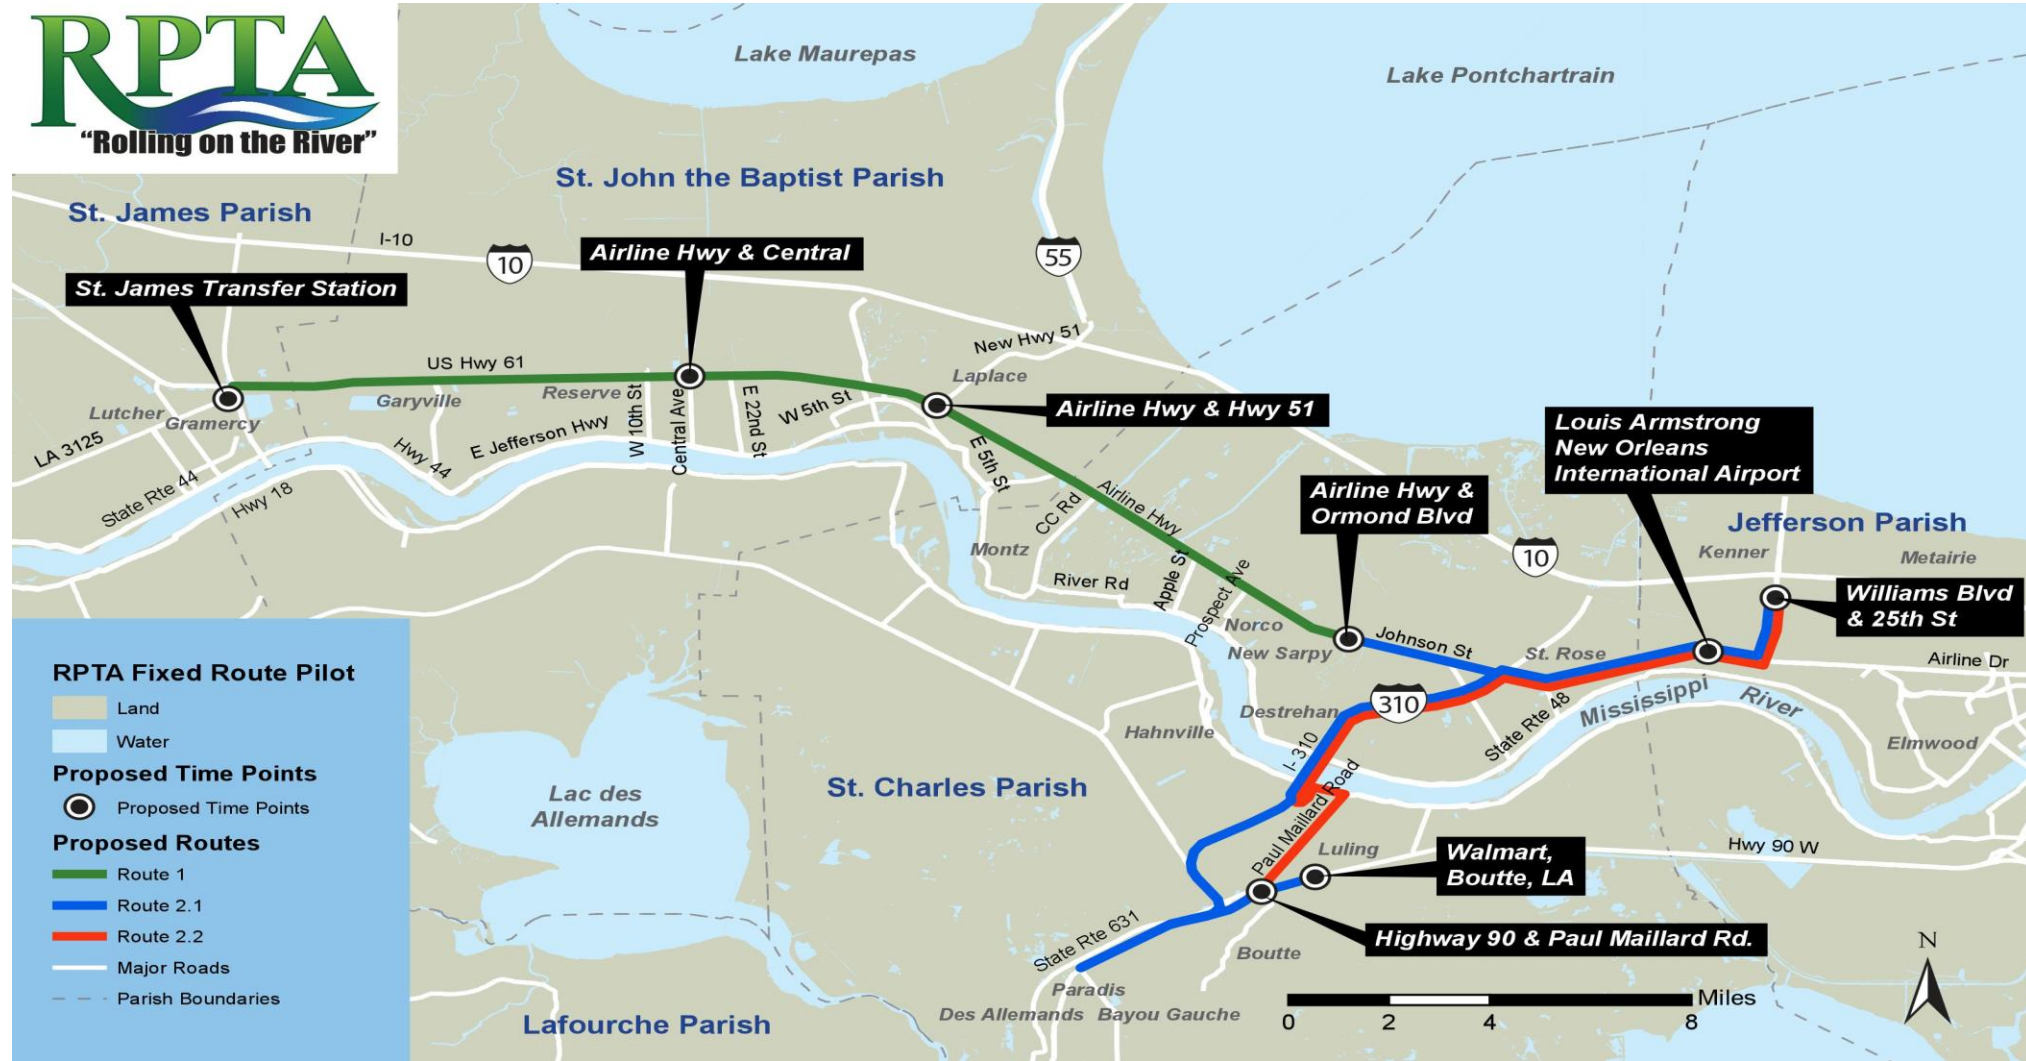 RPTA
“Rolling on the River”
Lake Maurepas
Lake Pontchartrain
St. John the Baptist Parish
St. James Parish
I-10
10
Airline Hwy & Central
55
St. James Transfer Station
New Hwy 51
US Hwy 61
Laplace
Reserve
Garyville
Lutcher
Gramercy
W 10th St
Central Ave
E 22nd St
W 5th St
Airline Hwy & Hwy 51
LA 3125
E Jefferson Hwy
Hwy 44
State Rte 44
Hwy 18
E 5th St
CC Rd
Airline Hwy
Louis Armstrong
New Orleans
International Airport
Airline Hwy &
Ormond Blvd
Jefferson Parish
Kenner
Metairie
10
Montz
River Rd
Apple St
Prospect Ave
Williams Blvd
& 25th St
Norco
New Sarpy
Johnson St
St. Rose
Airline Dr
310
Destrehan
State Rte 48
Mississippi
River
Elmwood
Hahnville
I-310
Paul Maillard Road
St. Charles Parish
Lac des
Allemands
Luling
Walmart,
Boutte, LA
Hwy 90 W
Highway 90 & Paul Maillard Rd.
State Rte 631
Boutte
Paradis
Des Allemands
Bayou Gauche
Lafourche Parish
RPTA Fixed Route Pilot
Land
Water
Proposed Time Points
Proposed Time Points
Proposed Routes
Route 1
Route 2.1
Route 2.2
Major Roads
Parish Boundaries
N
Miles
0 2 4 8